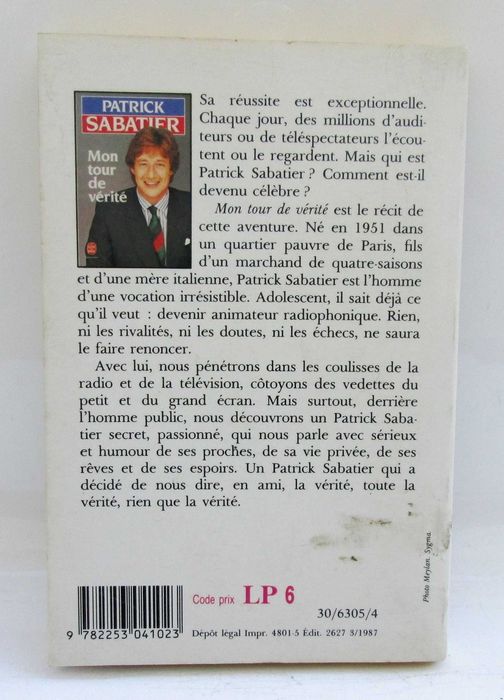 PATRICK
SABATIER
Mon
tour
de
vérité
Sa réussite est exceptionnelle.
Chaque jour, des millions d'audi-
teurs ou de téléspectateurs l'écou-
tent ou le regardent. Mais qui est
Patrick Sabatier ? Comment est-il
devenu célèbre ?
Mon tour de vérité est le récit de
cette aventure. Né en 1951 dans
un quartier pauvre de Paris, fils
d'un marchand de quatre-saisons
et d'une mère italienne, Patrick Sabatier est l'homme
d'une vocation irrésistible. Adolescent, il sait déjà ce
qu'il veut : devenir animateur radiophonique. Rien,
ni les rivalités, ni les doutes, ni les échecs, ne saura
le faire renoncer.
Avec lui, nous pénétrons dans les coulisses de la
radio et de la télévision, côtoyons des vedettes du
petit et du grand écran. Mais surtout, derrière
l'homme public, nous découvrons un Patrick Saba-
tier secret, passionné, qui nous parle avec sérieux
et humour de ses proches, de sa vie privée, de ses
rêves et de ses espoirs. Un Patrick Sabatier qui a
décidé de nous dire, en ami, la vérité, toute la
vérité, rien que la vérité.
Photo Meylan. Sygma.
Code prix LP 6
30/6305/4
9 782253 041023
Dépôt légal Impr. 4801-5 Édit. 2627 3/1987